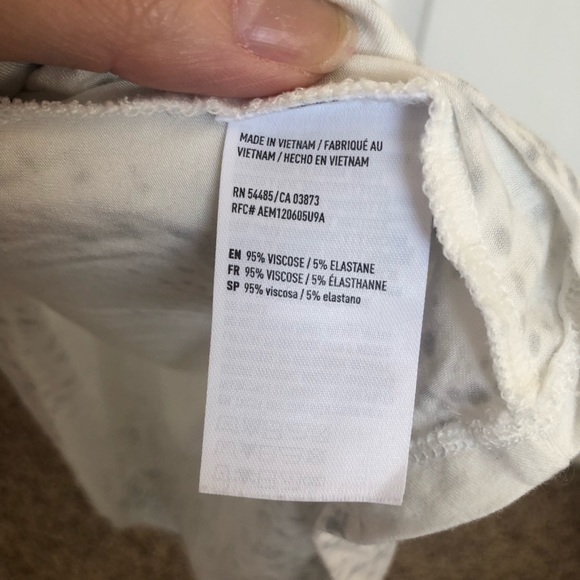 MADE IN VIETNAM / FABRIQUÉ AU
VIETNAM / HECHO EN VIETNAM
RN 54485/CA 03873
RFC# AEM120605U9A
EN 95% VISCOSE / 5% ELASTANE
FR 95% VISCOSE / 5% ÉLASTHANNE
SP 95% viscosa / 5% elastano